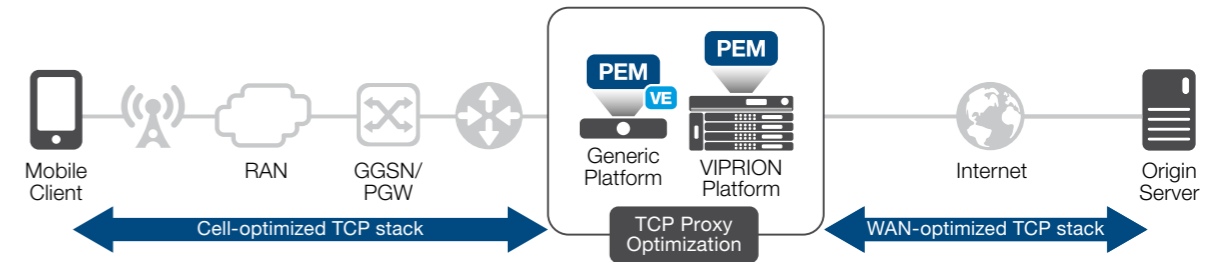 PEM
PEM
VE
Mobile
Client
RAN
GGSN/
PGW
Generic
Platform
VIPRION
Platform
Internet
Origin
Server
Cell-optimized TCP stack
TCP Proxy
Optimization
WAN-optimized TCP stack